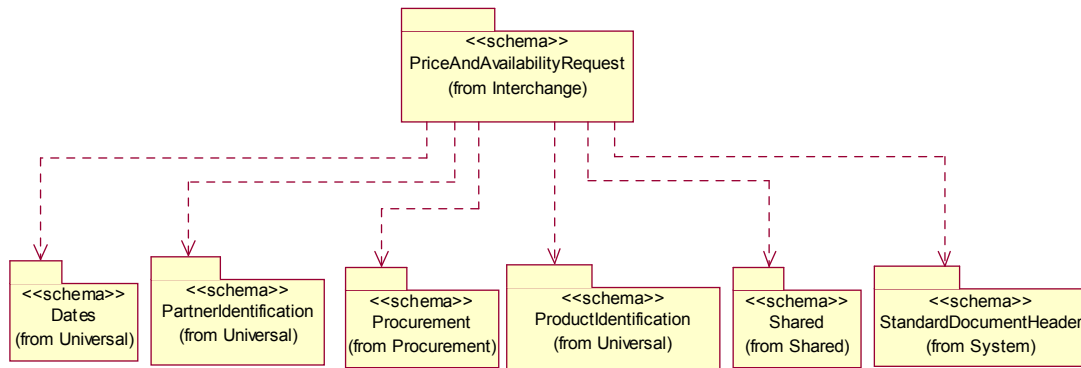 <<schema>>
PriceAndAvailabilityRequest
(from Interchange)
<<schema>>
Dates
(from Universal)
<<schema>>
PartnerIdentification
(from Universal)
<<schema>>
Procurement
(from Procurement)
<<schema>>
ProductIdentification
(from Universal)
<<schema>>
Shared
(from Shared)
<<schema>>
StandardDocumentHeader
(from System)